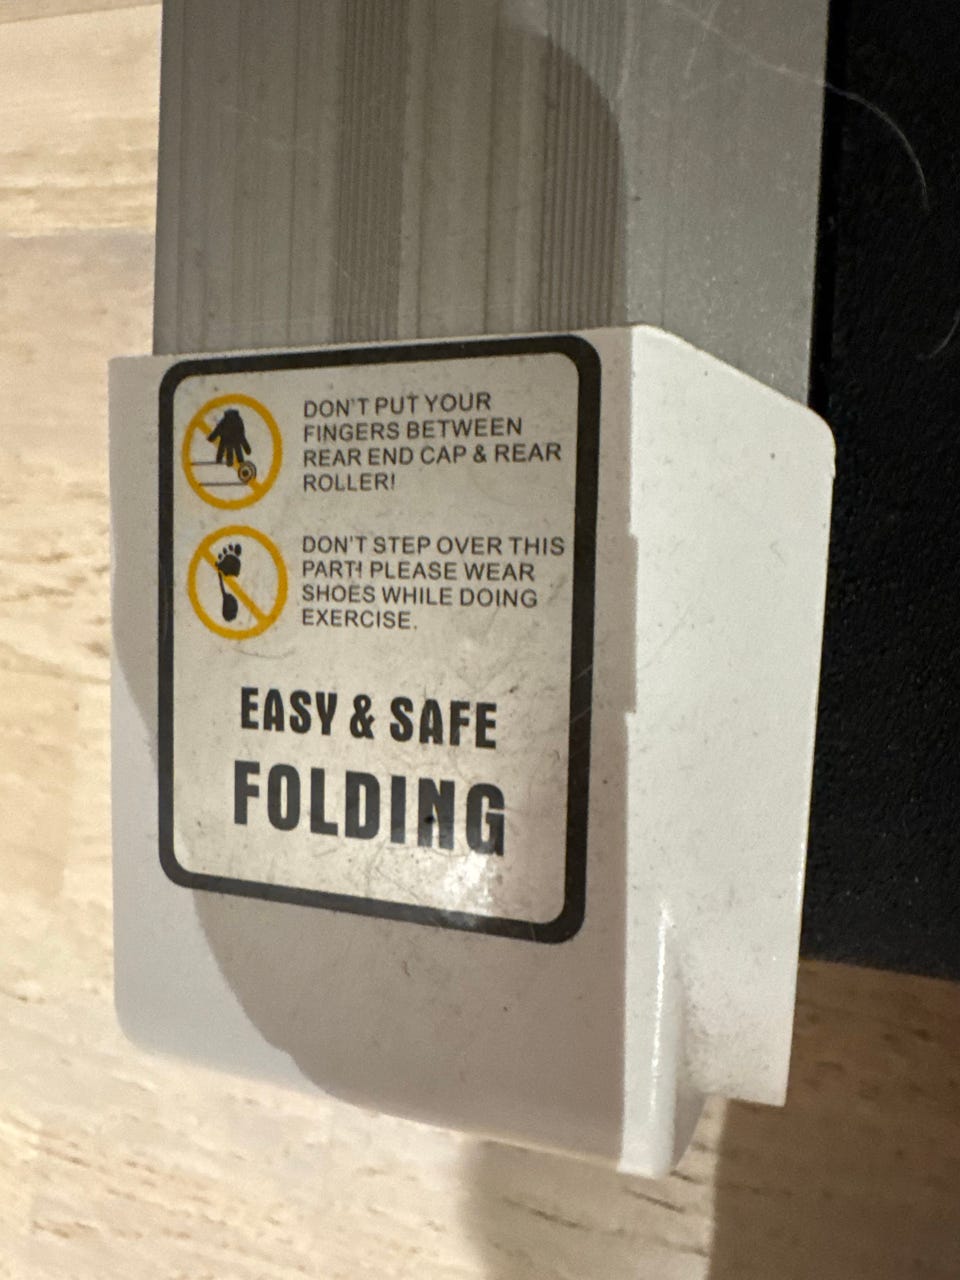 DON'T PUT YOUR
FINGERS BETWEEN
REAR END CAP & REAR
ROLLER!
DON'T STEP OVER THIS
PART! PLEASE WEAR
SHOES WHILE DOING
EXERCISE.
EASY & SAFE
FOLDING